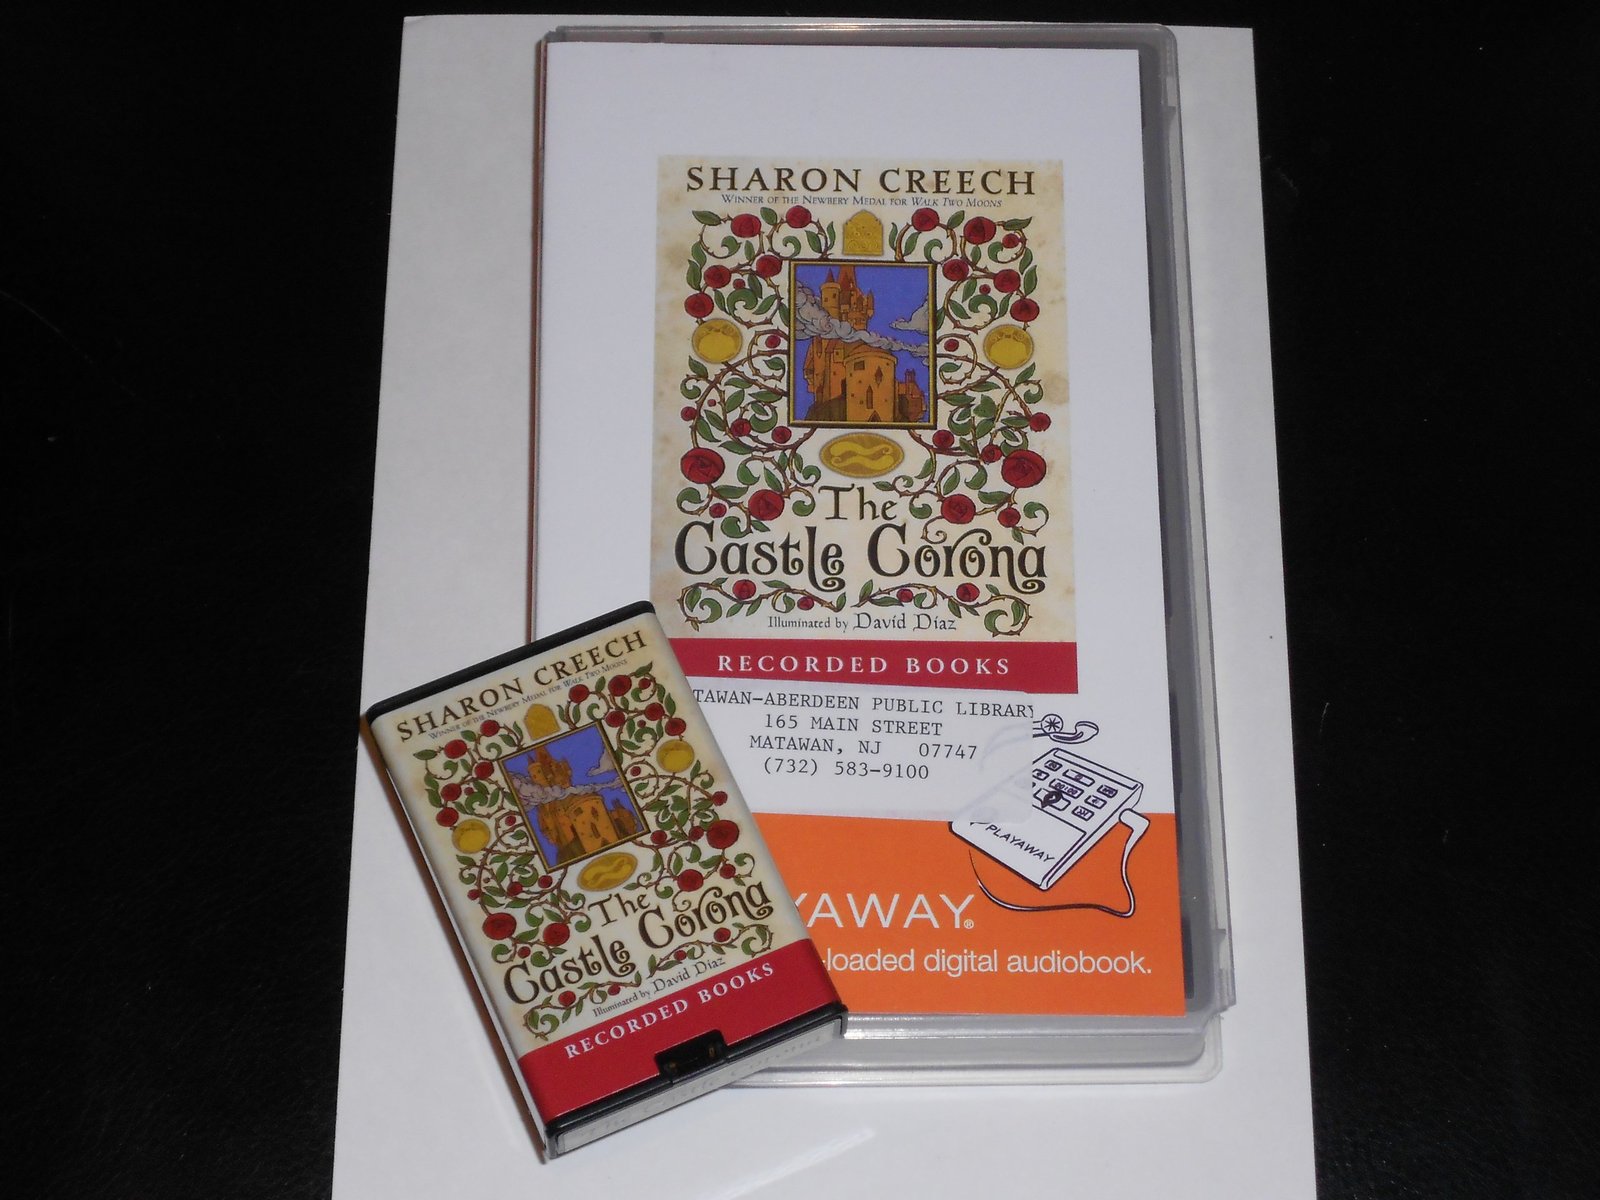 SHARON CREECH
WINNER OF THE NEWBERY MEDAL FOR WALK TWO MOONS
The
Castle Corona
Illuminated by David Diaz
RECORDED BOOKS
TAWAN-ABERDEEN PUBLIC LIBRARY
165 MAIN STREET
MATAWAN, NJ 07747
(732) 583-9100
PLAYAWAY
YAWAY®
-loaded digital audiobook.
SHARON CREECH
WINNER OF THE NEWBERY MEDAL FOR WALK TWO MOONS
The
Castle Corona
Illuminated by David Diaz
RECORDED BOOKS
The Castle Corona